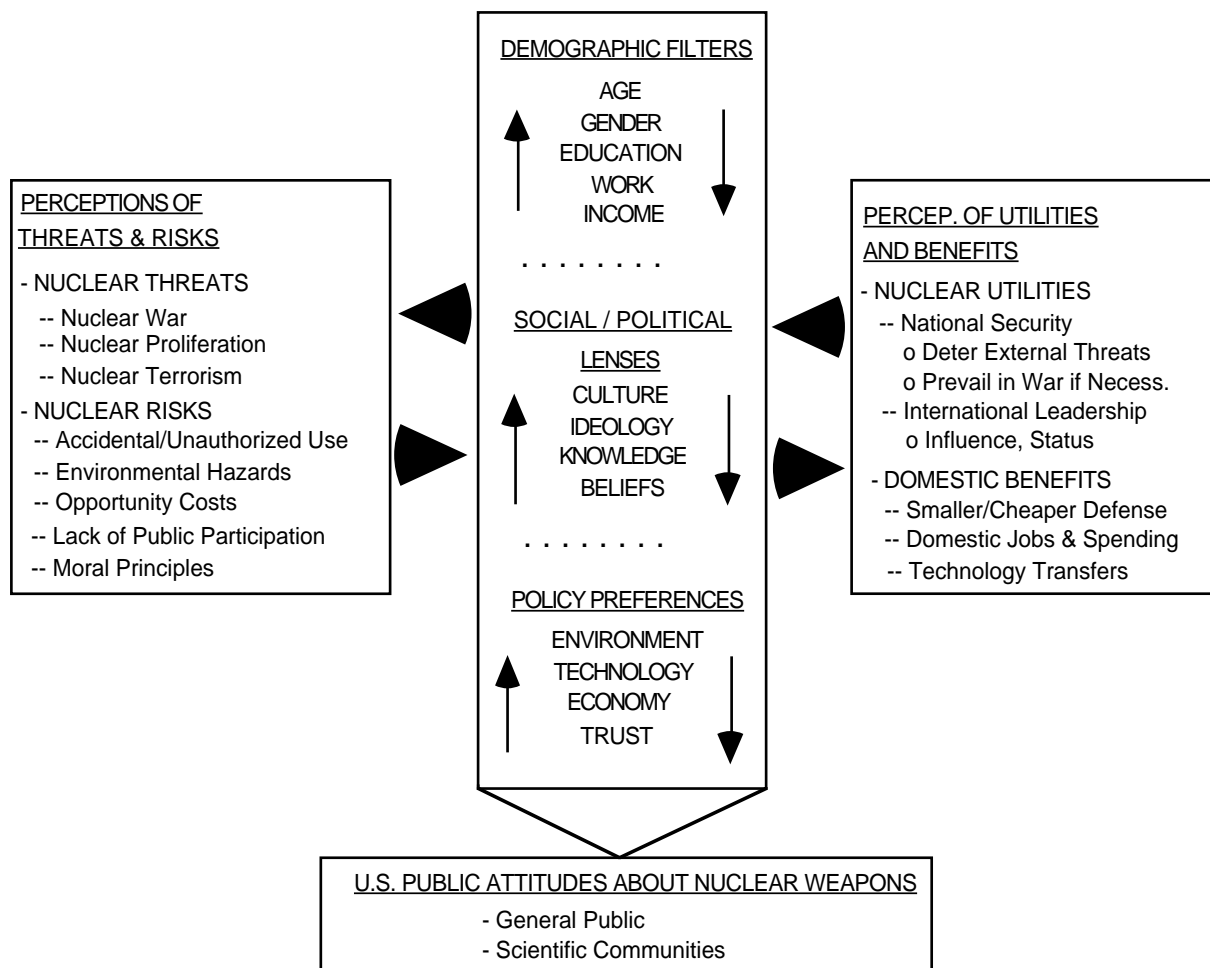 DEMOGRAPHIC FILTERS
AGE
GENDER
EDUCATION
WORK
INCOME
. . . . . . . .
SOCIAL / POLITICAL
LENSES
CULTURE
IDEOLOGY
KNOWLEDGE
BELIEFS
. . . . . . . .
POLICY PREFERENCES
ENVIRONMENT
TECHNOLOGY
ECONOMY
TRUST
PERCEPTIONS OF
THREATS & RISKS
- NUCLEAR THREATS
-- Nuclear War
-- Nuclear Proliferation
-- Nuclear Terrorism
- NUCLEAR RISKS
-- Accidental/Unauthorized Use
-- Environmental Hazards
-- Opportunity Costs
-- Lack of Public Participation
-- Moral Principles
PERCEP. OF UTILITIES
AND BENEFITS
- NUCLEAR UTILITIES
-- National Security
o Deter External Threats
o Prevail in War if Necess.
-- International Leadership
o Influence, Status
- DOMESTIC BENEFITS
-- Smaller/Cheaper Defense
-- Domestic Jobs & Spending
-- Technology Transfers
U.S. PUBLIC ATTITUDES ABOUT NUCLEAR WEAPONS
- General Public
- Scientific Communities